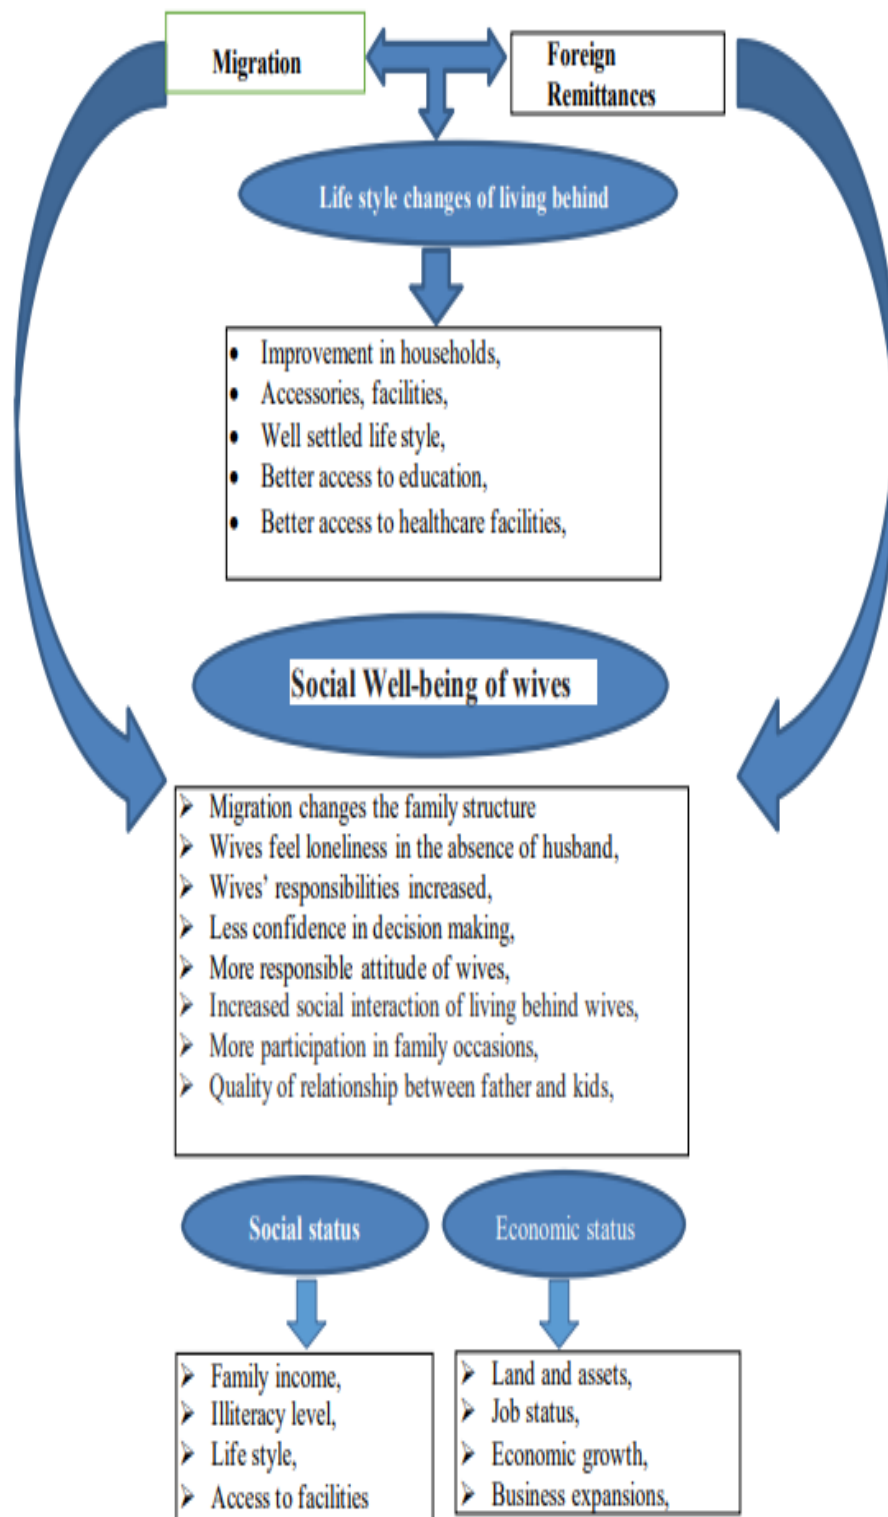 Migration
Foreign
Remittances
Life style changes of living behind
• Improvement in households,
• Accessories, facilities,
• Well settled life style,
• Better access to education,
• Better access to healthcare facilities,
Social Well-being of wives
➢ Migration changes the family structure
➢ Wives feel loneliness in the absence of husband,
➢ Wives’ responsibilities increased,
➢ Less confidence in decision making,
➢ More responsible attitude of wives,
➢ Increased social interaction of living behind wives,
➢ More participation in family occasions,
➢ Quality of relationship between father and kids,
Social status
Economic status
➢ Family income,
➢ Illiteracy level,
➢ Life style,
➢ Access to facilities
➢ Land and assets,
➢ Job status,
➢ Economic growth,
➢ Business expansions,